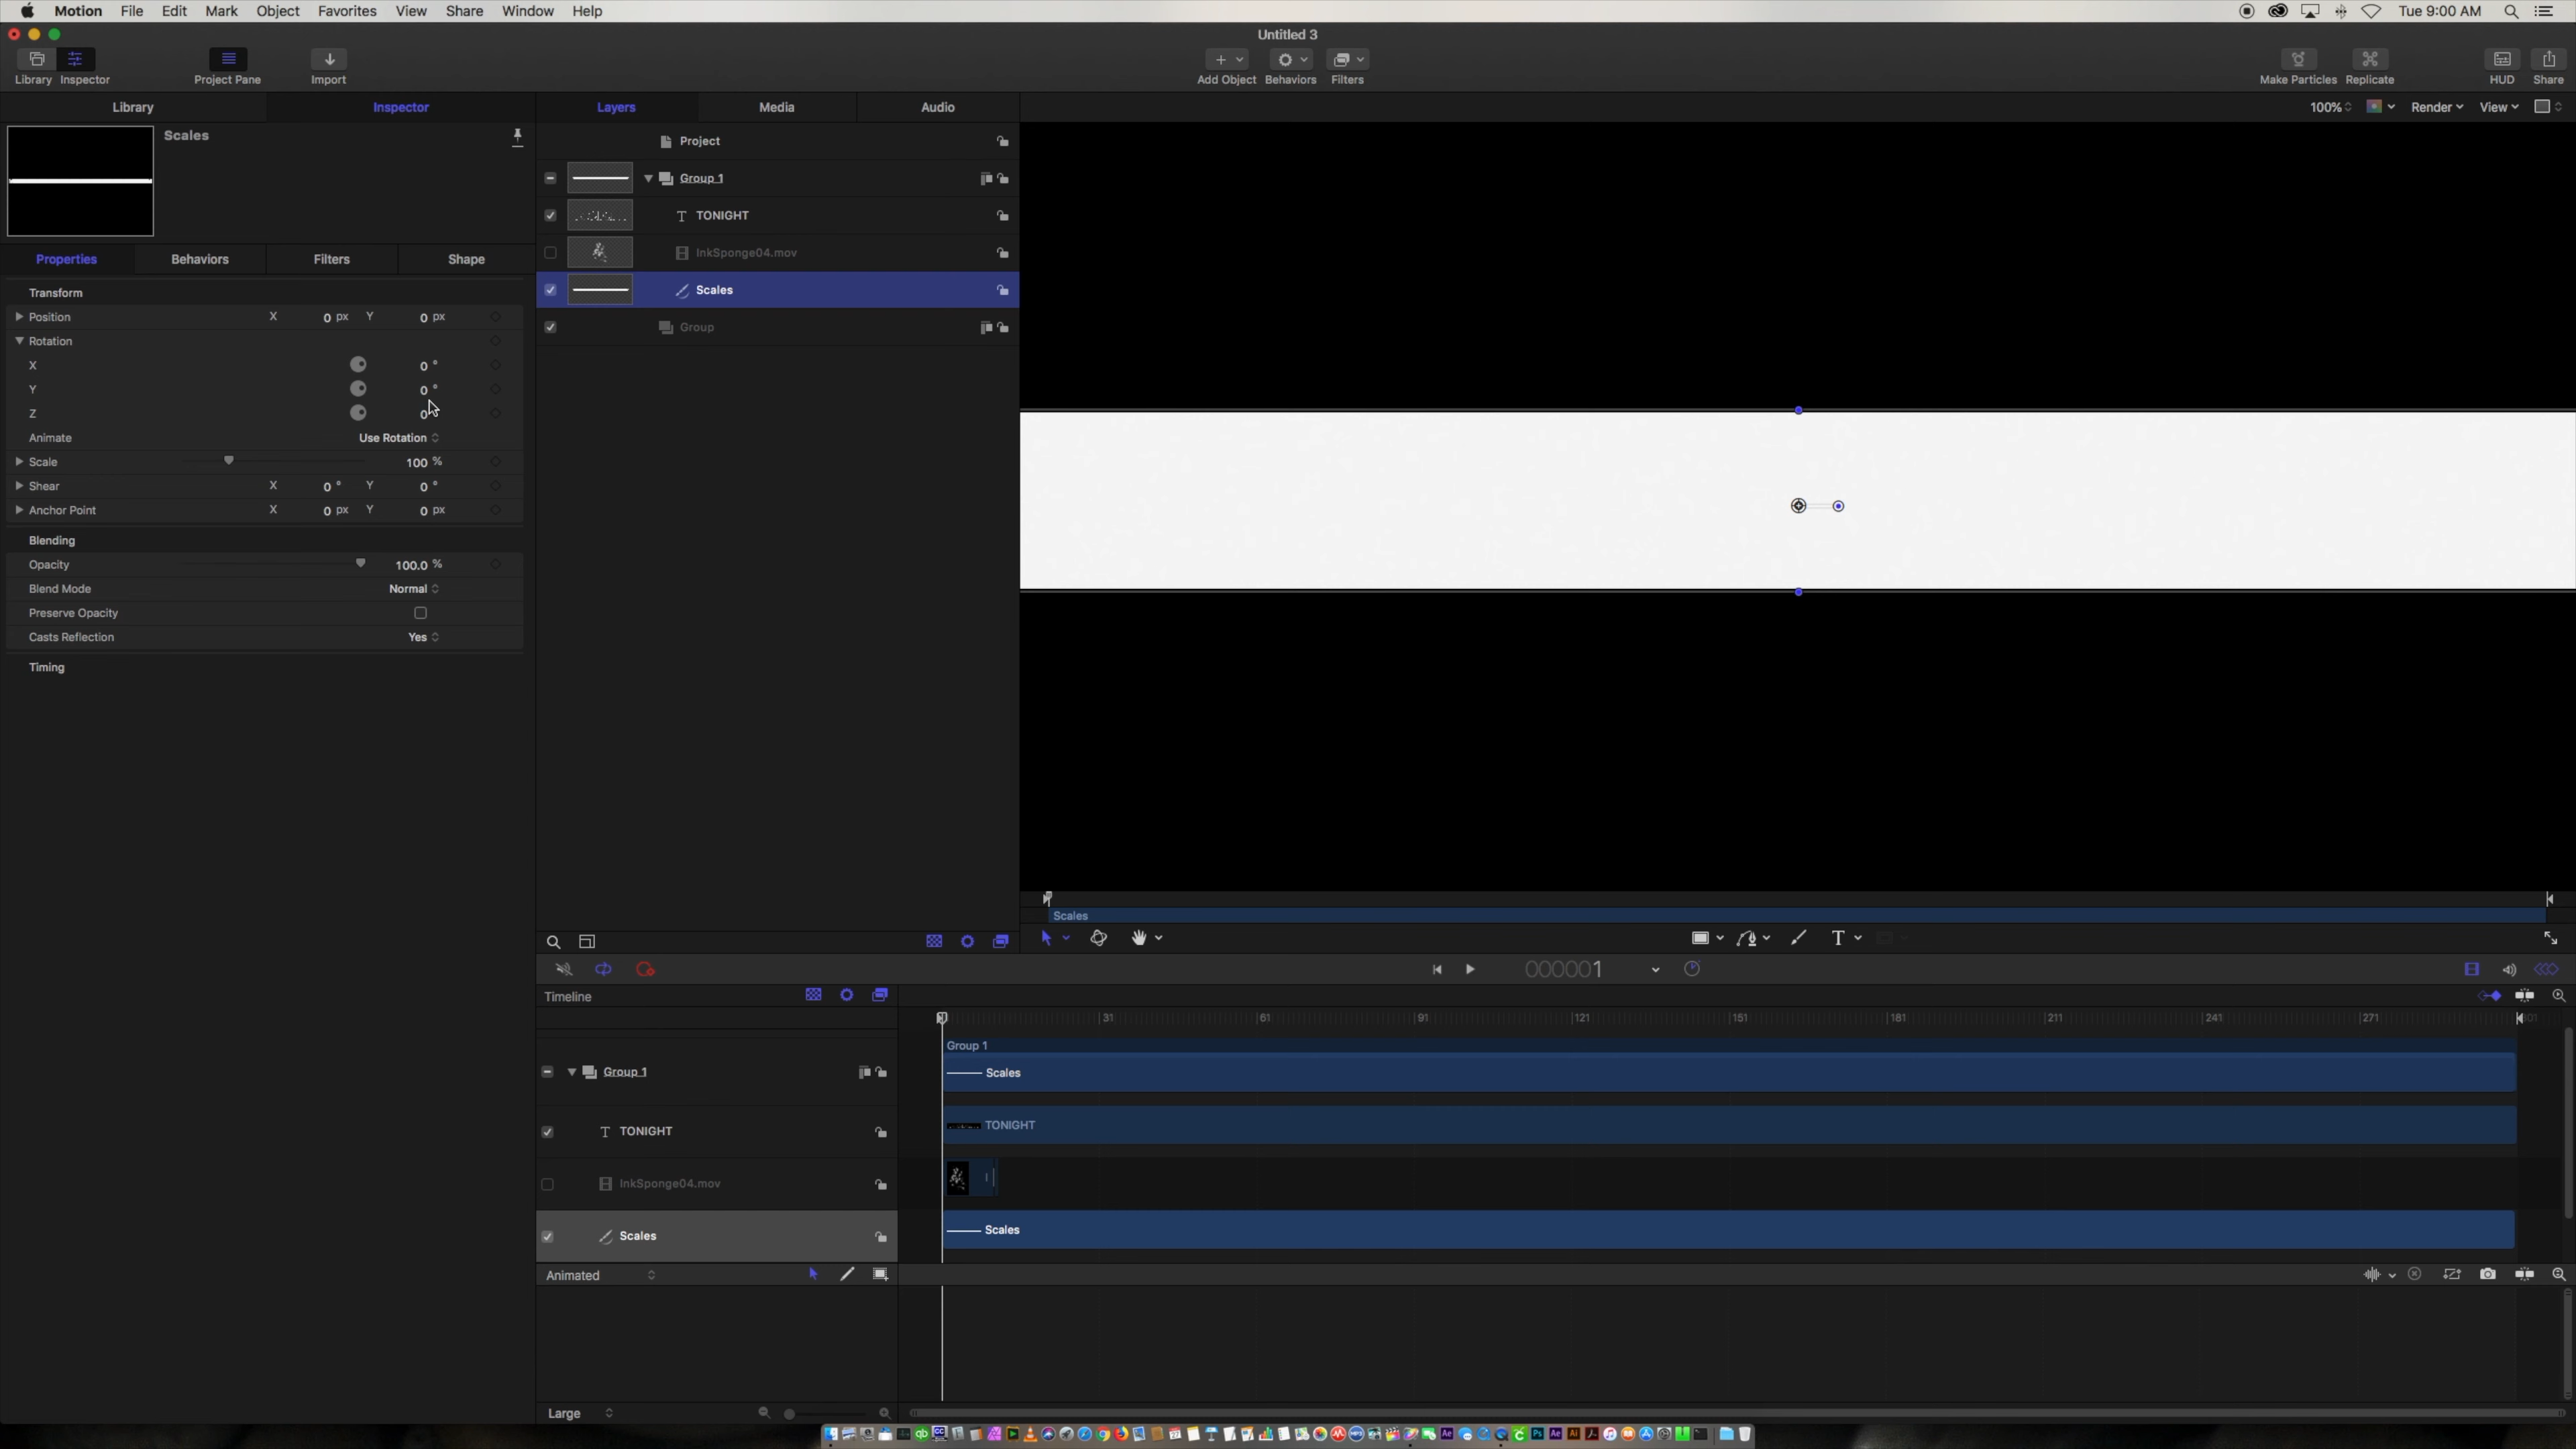 Motion File Edit Mark Object Favorites View Share Window Help Tue 9:00 AM
Untitled 3
Library Inspector Project Pane Import Add Object Behaviors Filters Make Particles Replicate HUD Share
Library Inspector Layers Media Audio 100% Render View
Scales
Project
Group 1
TONIGHT
InkSponge04.mov
Scales
Group
Properties Behaviors Filters Shape
Transform
Position X 0 px Y 0 px
Rotation
X 0 °
Y 0 °
Z 0
Animate Use Rotation
Scale 100 %
Shear X 0 ° Y 0 °
Anchor Point X 0 px Y 0 px
Blending
Opacity 100.0 %
Blend Mode Normal
Preserve Opacity
Casts Reflection Yes
Timing
Scales
T
000001
Timeline
31 61 91 121 151 181 211 241 271 301
Group 1
Group 1
Scales
TONIGHT
TONIGHT
InkSponge04.mov
Scales
Scales
Animated
Large